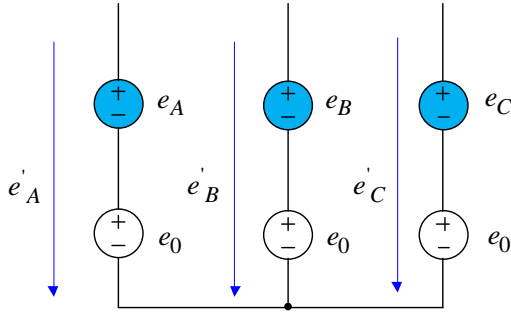 + + +
− e_A − e_B − e_C
e'_A e'_B e'_C
+ + +
− e_0 − e_0 − e_0